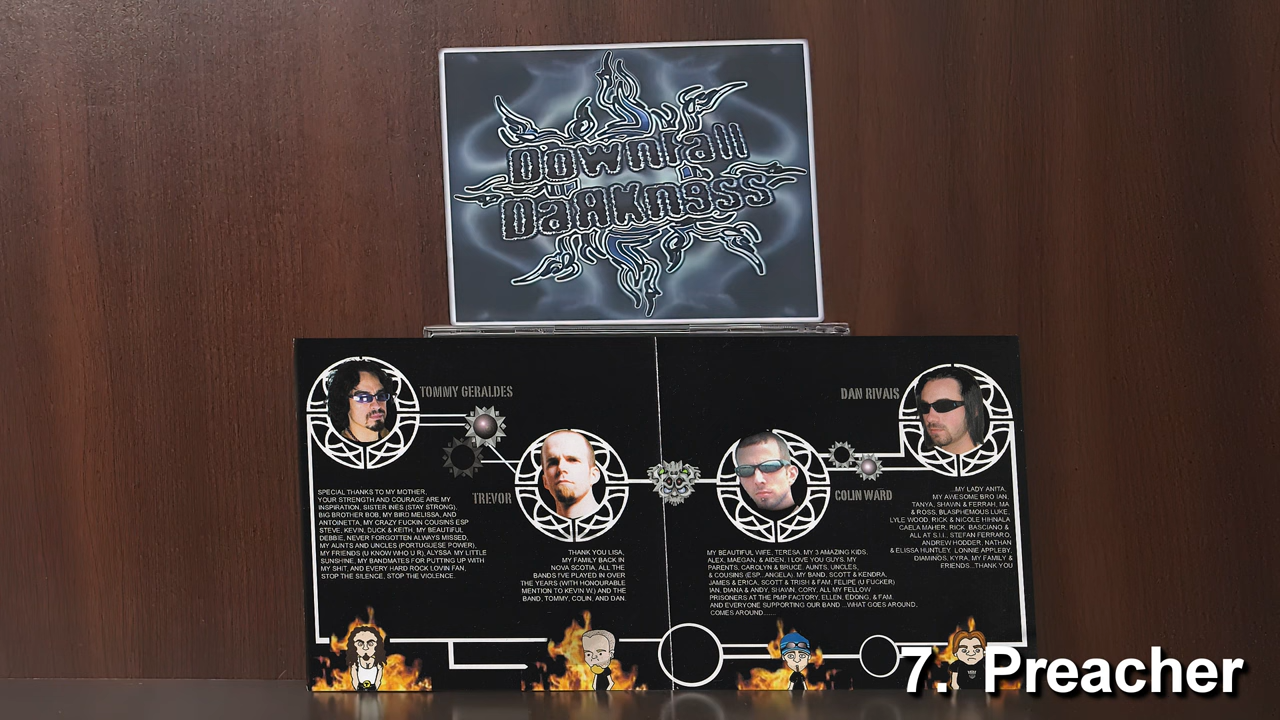 Downfall
Darkness
TOMMY GERALDES
SPECIAL THANKS TO MY MOTHER,
YOUR STRENGTH AND COURAGE ARE MY
INSPIRATION, SISTER INES (STAY STRONG),
BIG BROTHER BOB, MY BIRD MELISSA, AND
ANTOINETTA, MY CRAZY FUCKIN COUSINS ESP
STEVE, KEVIN, DUCK & KEITH, MY BEAUTIFUL
DEBBIE, NEVER FORGOTTEN ALWAYS MISSED,
MY AUNTS AND UNCLES (PORTUGUESE POWER),
MY FRIENDS (U KNOW WHO U R), ALYSSA MY LITTLE
SUNSHINE, MY BANDMATES FOR PUTTING UP WITH
MY SHIT, AND EVERY HARD ROCK LOVIN FAN,
STOP THE SILENCE, STOP THE VIOLENCE.
TREVOR
THANK YOU LISA,
MY FAMILY BACK IN
NOVA SCOTIA, ALL THE
BANDS I'VE PLAYED IN OVER
THE YEARS (WITH HONOURABLE
MENTION TO KEVIN W.) AND THE
BAND, TOMMY, COLIN, AND DAN.
COLIN WARD
MY BEAUTIFUL WIFE, TERESA, MY 3 AMAZING KIDS,
ALEX, MAEGAN, & AIDEN. I LOVE YOU GUYS, MY
PARENTS, CAROLYN & BRUCE, AUNTS, UNCLES,
& COUSINS (ESP...ANGELA), MY BAND, SCOTT & KENDRA,
JAMES & ERICA, SCOTT & TRISH & FAM, FELIPE (U FUCKER)
IAN, DIANA & ANDY, SHAWN, CORY, ALL MY FELLOW
PRISONERS AT THE PMP FACTORY, ELLEN, EDONG, & FAM.
AND EVERYONE SUPPORTING OUR BAND ...WHAT GOES AROUND,
COMES AROUND.......
DAN RIVAIS
...MY LADY ANITA,
MY AWESOME BRO IAN,
TANYA, SHAWN & FERRAH, MA
& ROSS, BLASPHEMOUS LUKE,
LYLE WOOD, RICK & NICOLE HIHNALA
CAELA MAHER, RICK BASCIANO &
ALL AT S.I.I., STEFAN FERRARO,
ANDREW HODDER, NATHAN
& ELISSA HUNTLEY, LONNIE APPLEBY,
DIAMINOS, KYRA, MY FAMILY &
FRIENDS...THANK YOU
7. Preacher